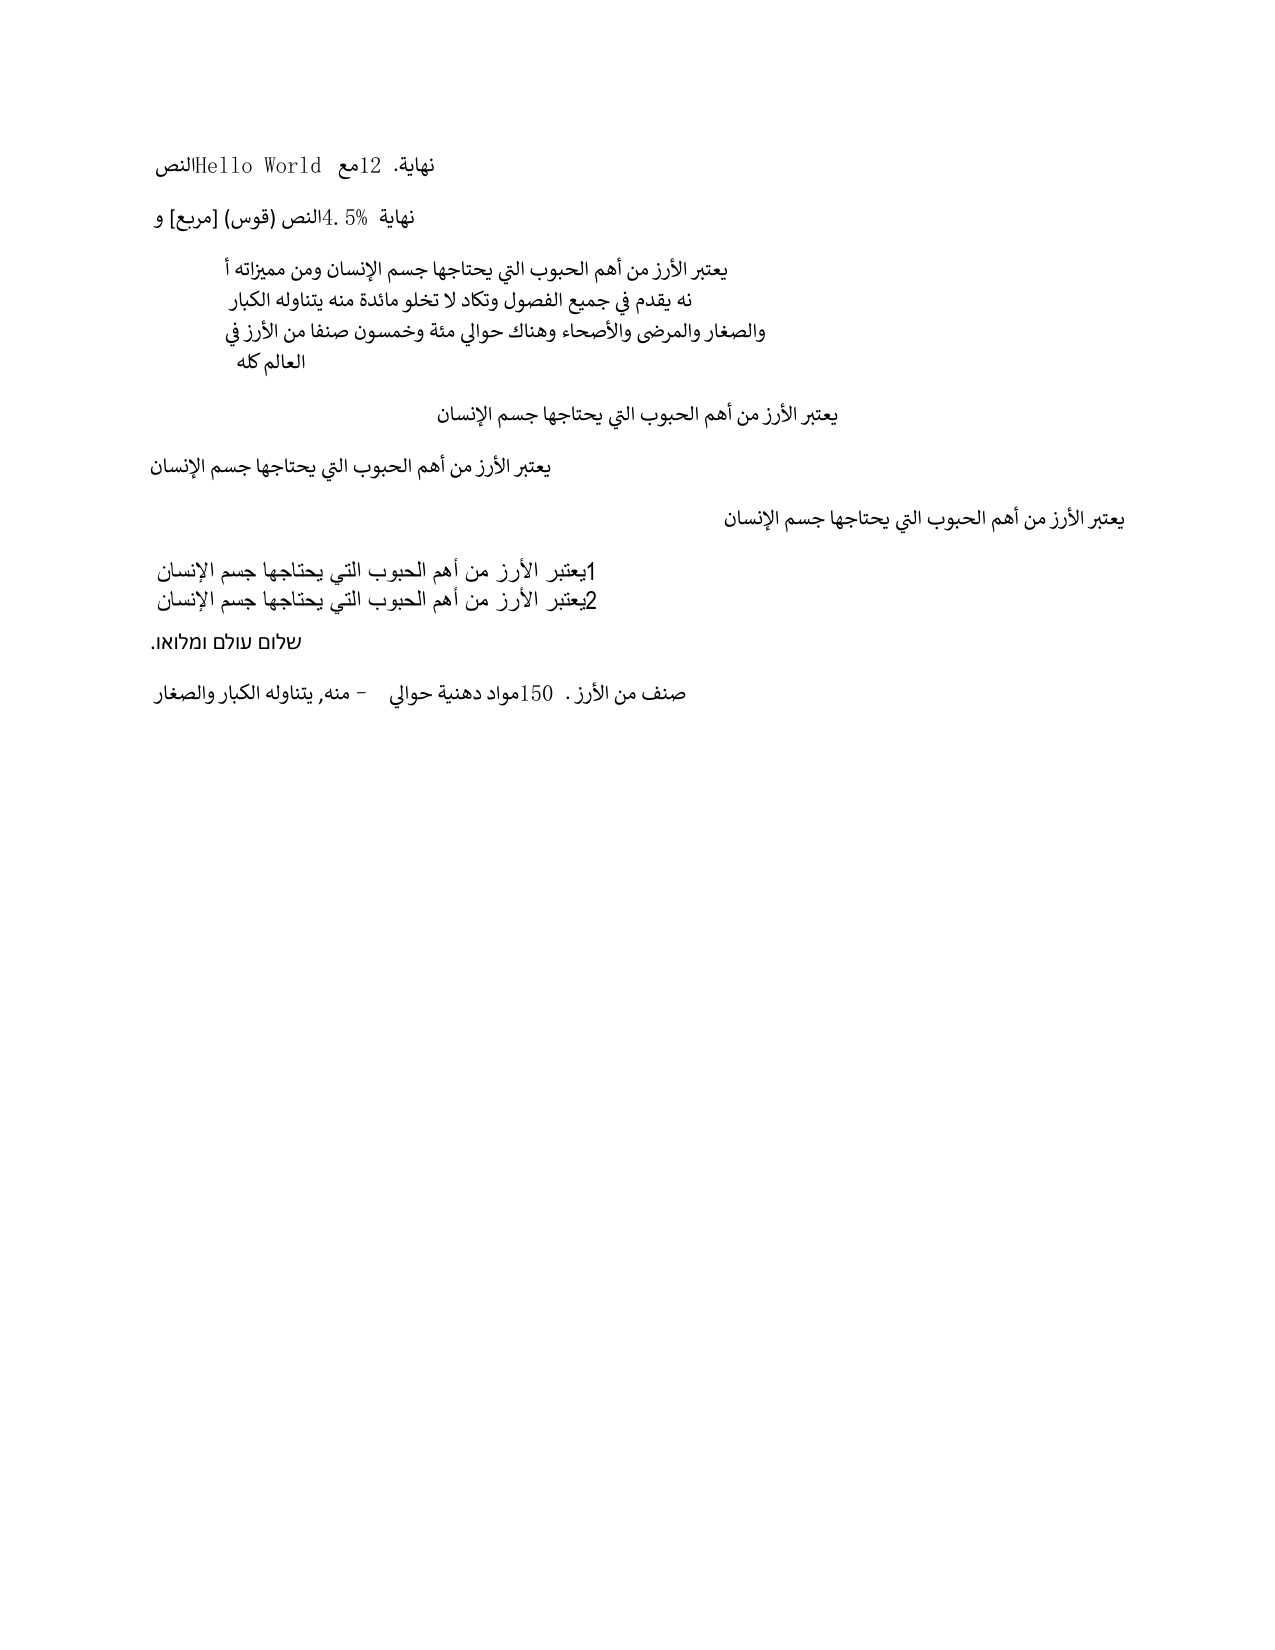 النص Hello World مع 12 نهاية.
النص (قوس) [مربع] و 4.5% نهاية
يعتبر الأرز من أهم الحبوب التي يحتاجها جسم الإنسان ومن مميزاته أ
نه يقدم في جميع الفصول وتكاد لا تخلو مائدة منه يتناوله الكبار
والصغار والمرضى والأصحاء وهناك حوالي مئة وخمسون صنفا من الأرز في
العالم كله
يعتبر الأرز من أهم الحبوب التي يحتاجها جسم الإنسان
يعتبر الأرز من أهم الحبوب التي يحتاجها جسم الإنسان
يعتبر الأرز من أهم الحبوب التي يحتاجها جسم الإنسان
1يعتبر الأرز من أهم الحبوب التي يحتاجها جسم الإنسان
2يعتبر الأرز من أهم الحبوب التي يحتاجها جسم الإنسان
שלום עולם ומלואו.
منه, يتناوله الكبار والصغار - مواد دهنية حوالي 150 صنف من الأرز .